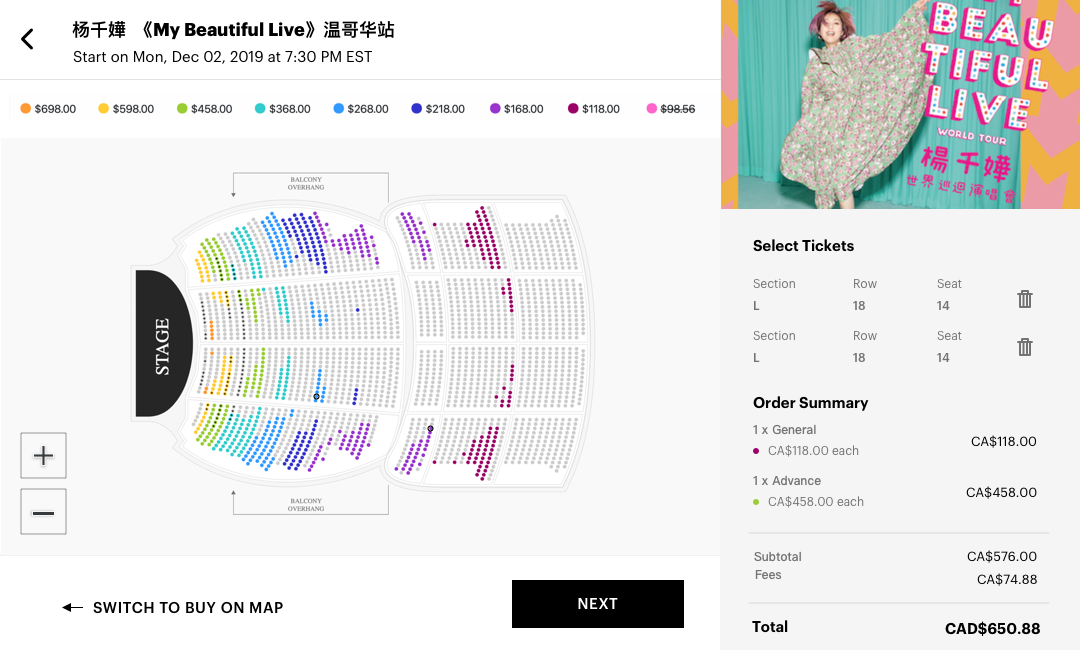 杨千嬅 《My Beautiful Live》温哥华站
Start on Mon, Dec 02, 2019 at 7:30 PM EST
$698.00 $598.00 $458.00 $368.00 $268.00 $218.00 $168.00 $118.00 $98.56
BALCONY
OVERHANG
STAGE
BALCONY
OVERHANG
SWITCH TO BUY ON MAP
NEXT
BEAU
TIFUL
LIVE
WORLD TOUR
楊千嬅
世界巡迴演唱會
Select Tickets
Section Row Seat
L 18 14
Section Row Seat
L 18 14
Order Summary
1 x General
CA$118.00
CA$118.00 each
1 x Advance
CA$458.00
CA$458.00 each
Subtotal CA$576.00
Fees CA$74.88
Total CAD$650.88